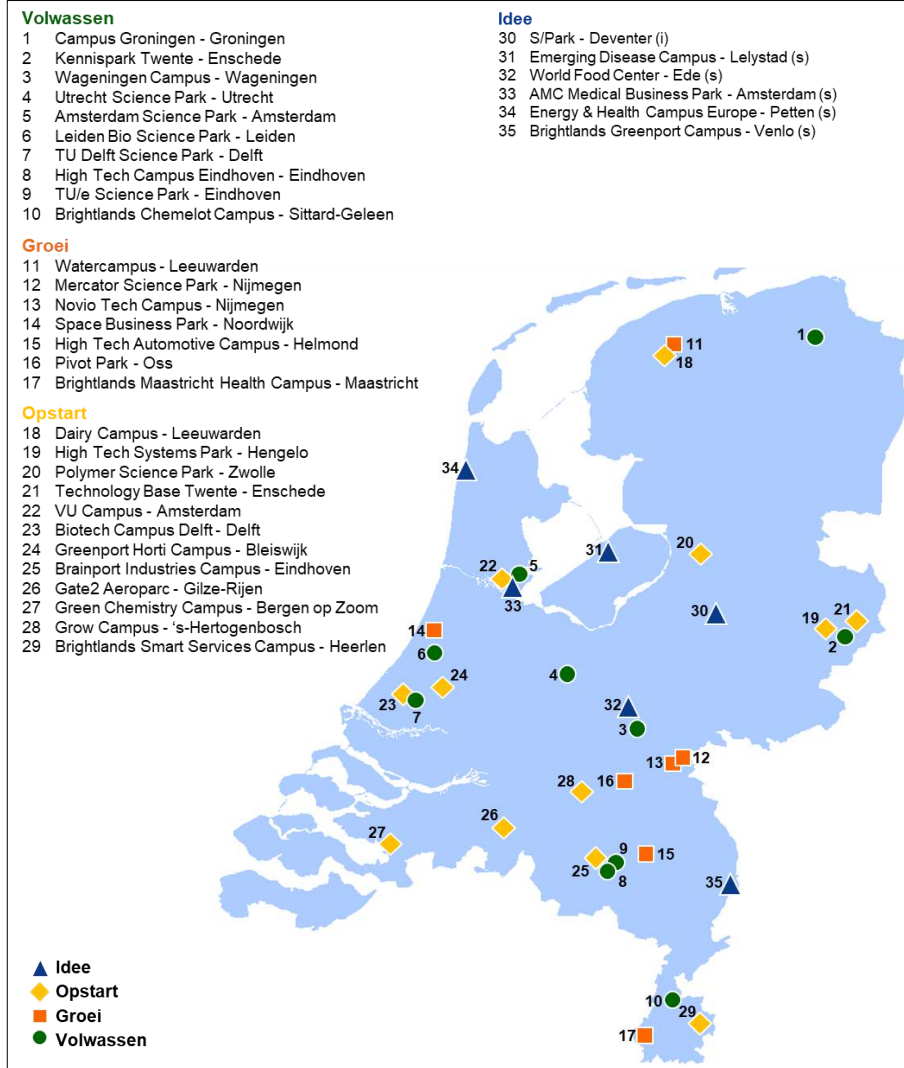 Volwassen
1 Campus Groningen - Groningen
2 Kennispark Twente - Enschede
3 Wageningen Campus - Wageningen
4 Utrecht Science Park - Utrecht
5 Amsterdam Science Park - Amsterdam
6 Leiden Bio Science Park - Leiden
7 TU Delft Science Park - Delft
8 High Tech Campus Eindhoven - Eindhoven
9 TU/e Science Park - Eindhoven
10 Brightlands Chemelot Campus - Sittard-Geleen
Groei
11 Watercampus - Leeuwarden
12 Mercator Science Park - Nijmegen
13 Novio Tech Campus - Nijmegen
14 Space Business Park - Noordwijk
15 High Tech Automotive Campus - Helmond
16 Pivot Park - Oss
17 Brightlands Maastricht Health Campus - Maastricht
Opstart
18 Dairy Campus - Leeuwarden
19 High Tech Systems Park - Hengelo
20 Polymer Science Park - Zwolle
21 Technology Base Twente - Enschede
22 VU Campus - Amsterdam
23 Biotech Campus Delft - Delft
24 Greenport Horti Campus - Bleiswijk
25 Brainport Industries Campus - Eindhoven
26 Gate2 Aeroparc - Gilze-Rijen
27 Green Chemistry Campus - Bergen op Zoom
28 Grow Campus - 's-Hertogenbosch
29 Brightlands Smart Services Campus - Heerlen
Idee
30 S/Park - Deventer (i)
31 Emerging Disease Campus - Lelystad (s)
32 World Food Center - Ede (s)
33 AMC Medical Business Park - Amsterdam (s)
34 Energy & Health Campus Europe - Petten (s)
35 Brightlands Greenport Campus - Venlo (s)
1
11
18
34
31
20
22
5
33
30
19
21
2
14
6
4
24
23
7
32
3
12
13
16
28
26
27
9
15
25
8
35
10
29
17
Idee
Opstart
Groei
Volwassen